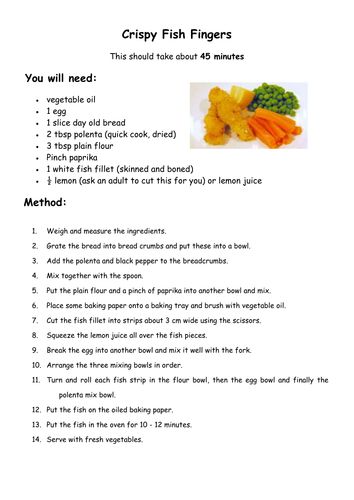 Crispy Fish Fingers
This should take about 45 minutes
You will need:
• vegetable oil
• 1 egg
• 1 slice day old bread
• 2 tbsp polenta (quick cook, dried)
• 3 tbsp plain flour
• Pinch paprika
• 1 white fish fillet (skinned and boned)
• ½ lemon (ask an adult to cut this for you) or lemon juice
Method:
1. Weigh and measure the ingredients.
2. Grate the bread into bread crumbs and put these into a bowl.
3. Add the polenta and black pepper to the breadcrumbs.
4. Mix together with the spoon.
5. Put the plain flour and a pinch of paprika into another bowl and mix.
6. Place some baking paper onto a baking tray and brush with vegetable oil.
7. Cut the fish fillet into strips about 3 cm wide using the scissors.
8. Squeeze the lemon juice all over the fish pieces.
9. Break the egg into another bowl and mix it well with the fork.
10. Arrange the three mixing bowls in order.
11. Turn and roll each fish strip in the flour bowl, then the egg bowl and finally the
polenta mix bowl.
12. Put the fish on the oiled baking paper.
13. Put the fish in the oven for 10 - 12 minutes.
14. Serve with fresh vegetables.